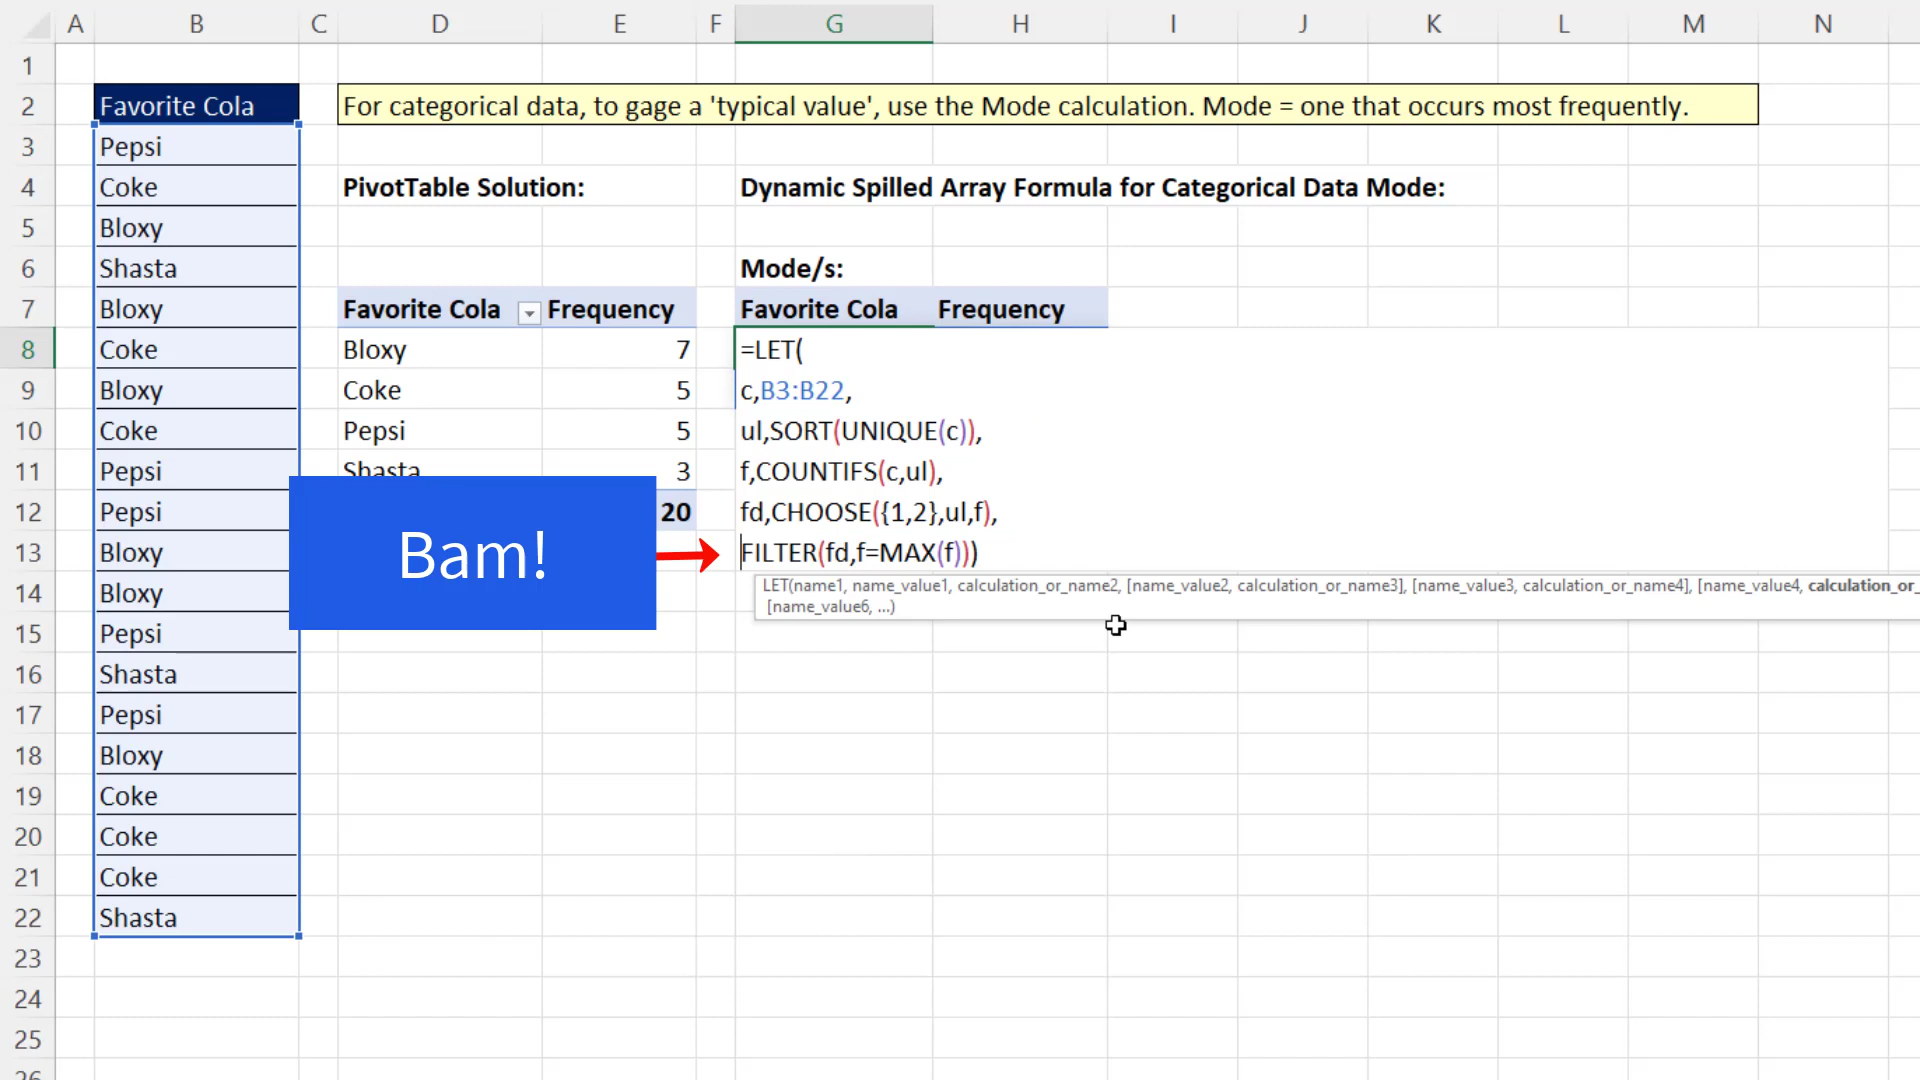 A B C D E F G H I J K L M N
1
2 Favorite Cola For categorical data, to gage a 'typical value', use the Mode calculation. Mode = one that occurs most frequently.
3 Pepsi
4 Coke PivotTable Solution: Dynamic Spilled Array Formula for Categorical Data Mode:
5 Bloxy
6 Shasta Mode/s:
7 Bloxy Favorite Cola Frequency Favorite Cola Frequency
8 Coke Bloxy 7 =LET(
9 Bloxy Coke 5 c,B3:B22,
10 Coke Pepsi 5 ul,SORT(UNIQUE(c)),
11 Pepsi Shasta 3 f,COUNTIFS(c,ul),
12 Pepsi 20 fd,CHOOSE({1,2},ul,f),
13 Bloxy Bam! FILTER(fd,f=MAX(f)))
LET(name1, name_value1, calculation_or_name2, [name_value2, calculation_or_name3], [name_value3, calculation_or_name4], [name_value4, calculation_or_
14 Bloxy [name_value6, ...)
15 Pepsi
16 Shasta
17 Pepsi
18 Bloxy
19 Coke
20 Coke
21 Coke
22 Shasta
23
24
25
26